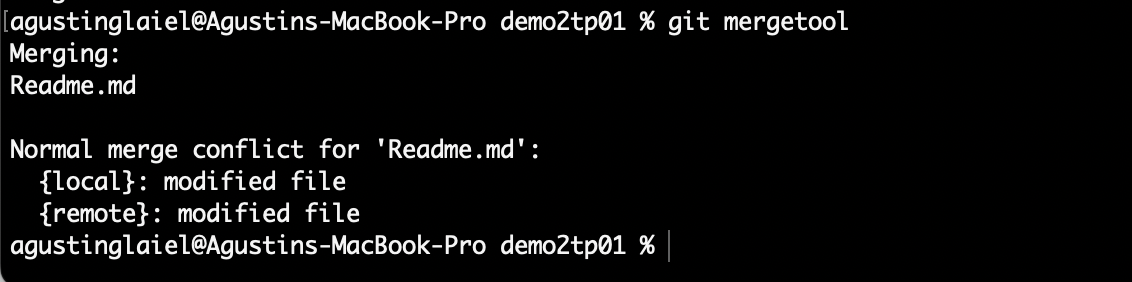 [agustinglaiel@Agustins-MacBook-Pro demo2tp01 % git mergetool
Merging:
Readme.md
Normal merge conflict for 'Readme.md':
  {local}: modified file
  {remote}: modified file
agustinglaiel@Agustins-MacBook-Pro demo2tp01 %